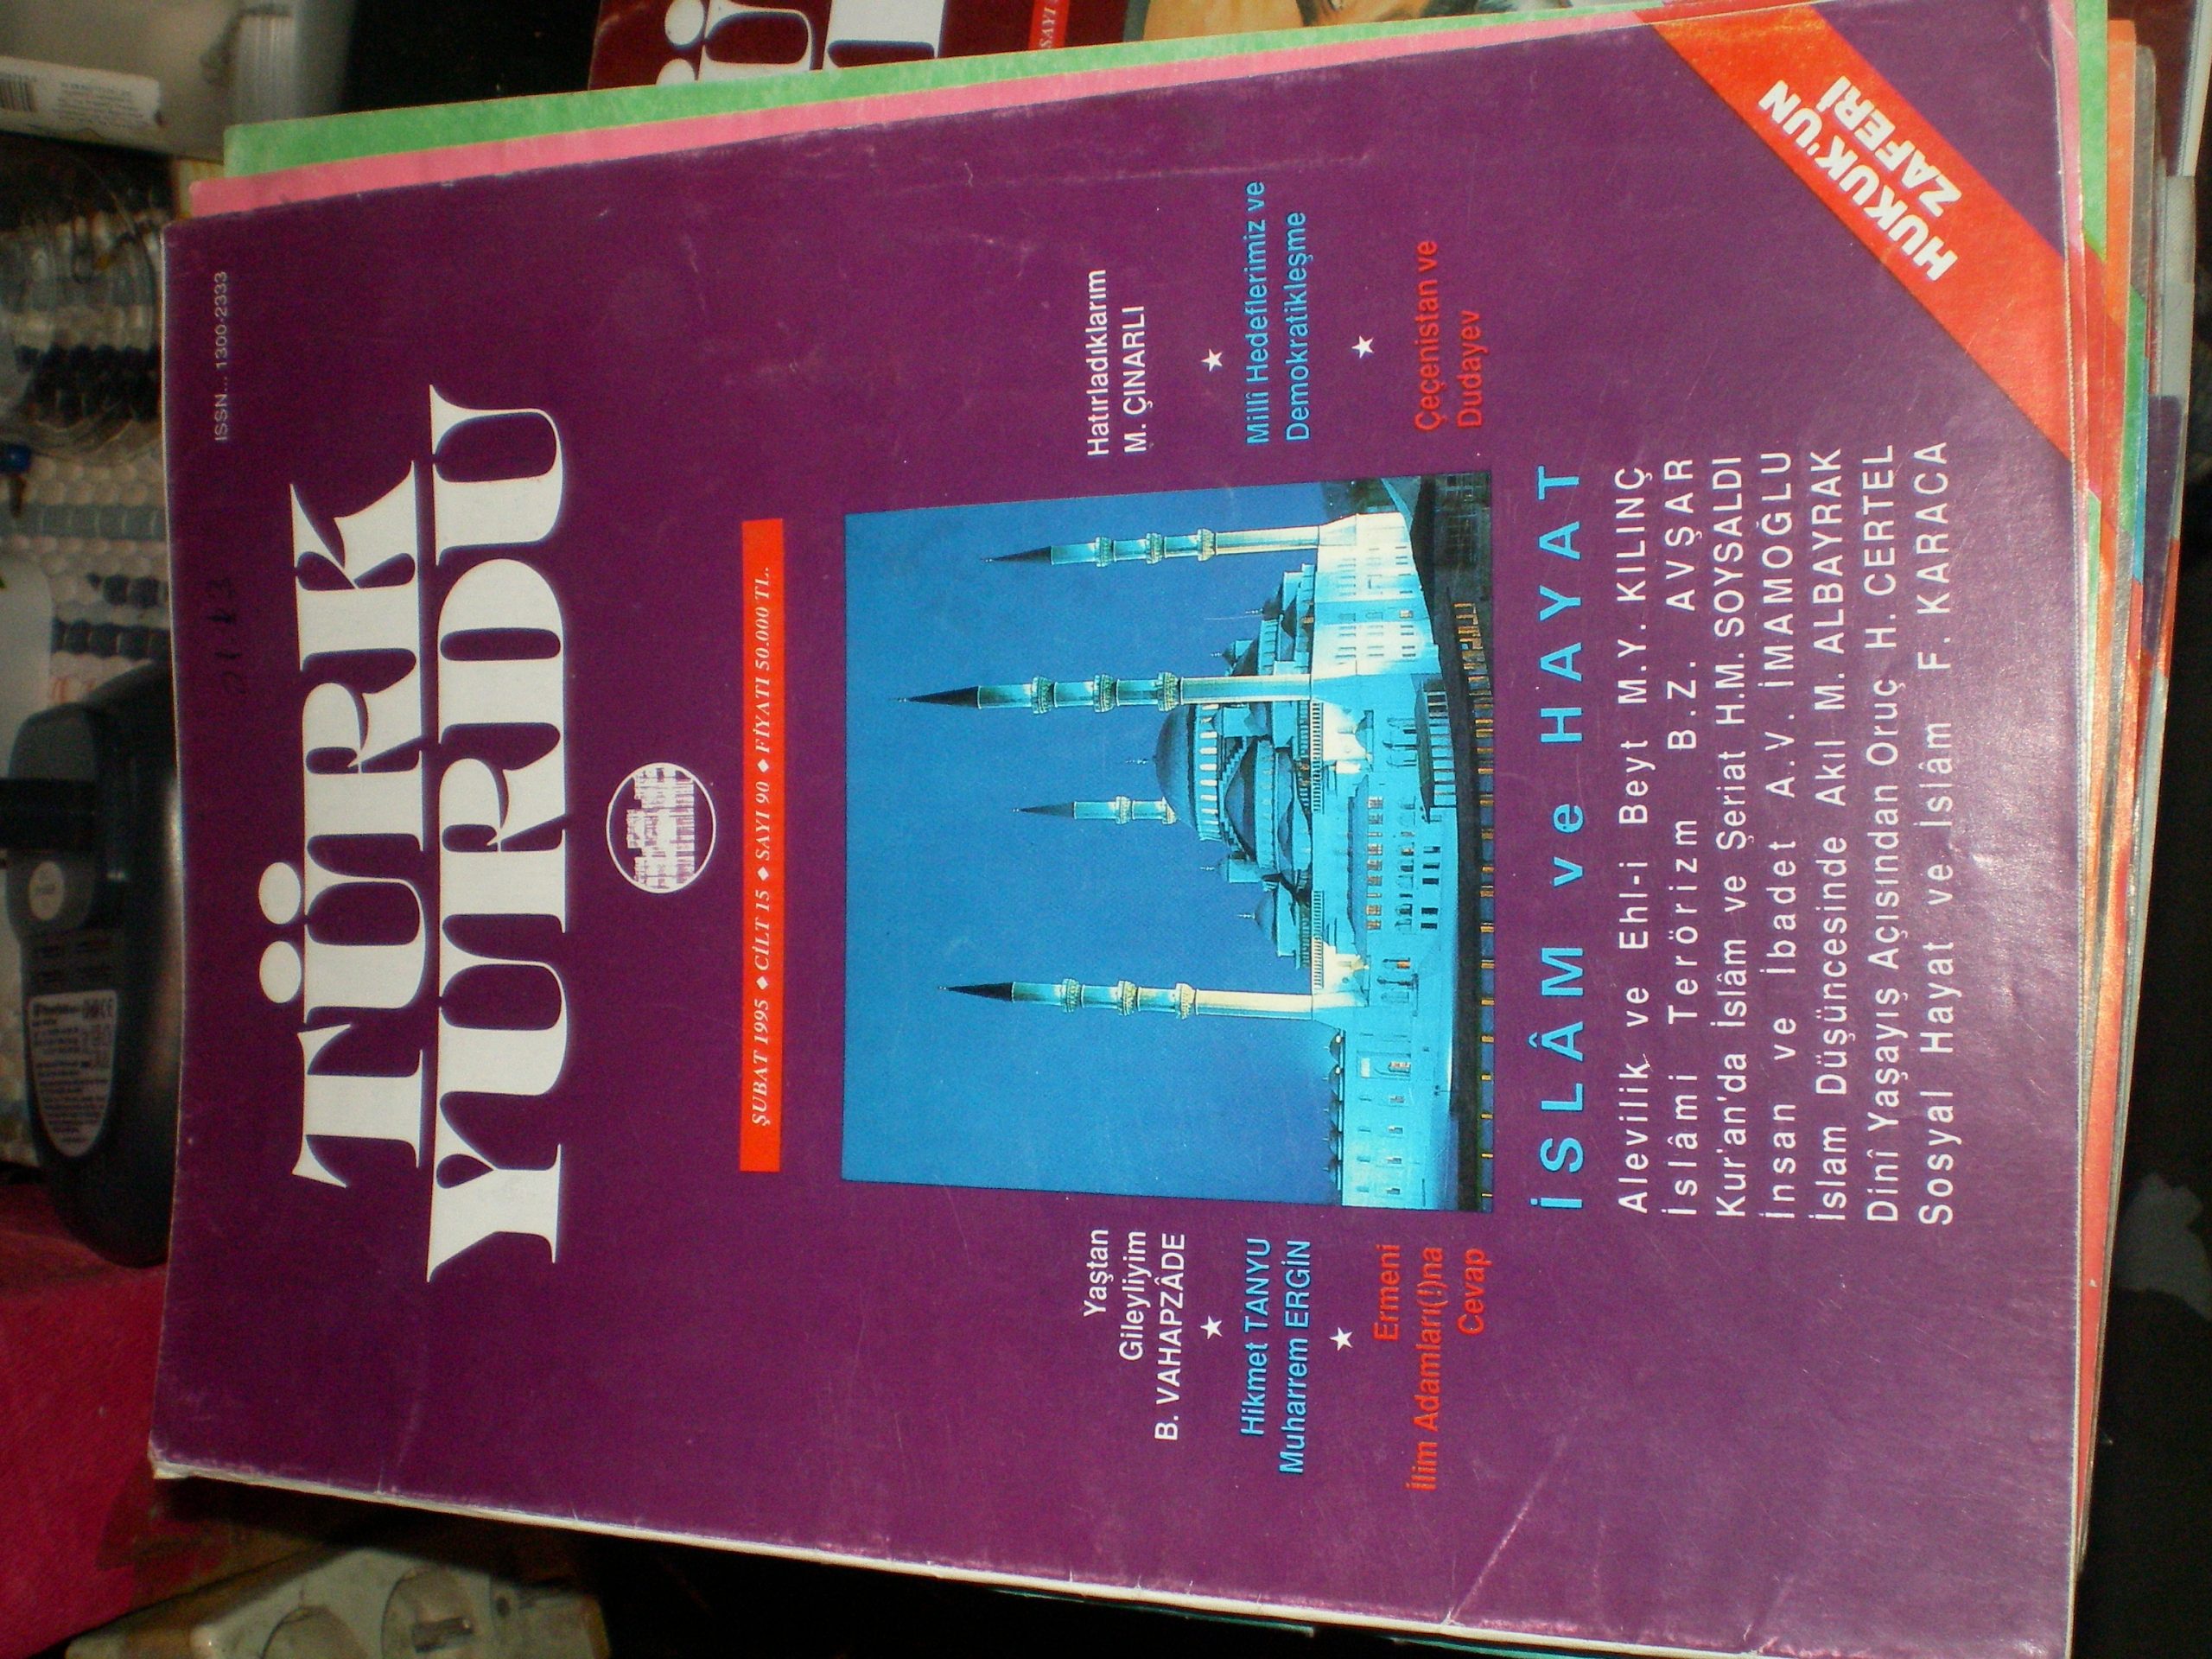 ISSN... 1300-2333
TÜRK
YURDU
ŞUBAT 1995 ◆ CİLT 15 ◆ SAYI 90 ◆ FİYATI 50.000 TL.
Yaştan
Gileyliyim
B. VAHAPZÂDE
★
Hikmet TANYU
Muharrem ERGİN
★
Ermeni
İlim Adamları(!)na
Cevap
Hatırladıklarım
M. ÇINARLI
★
Millî Hedeflerimiz ve
Demokratikleşme
★
Çeçenistan ve
Dudayev
İSLÂM ve HAYAT
Alevilik ve Ehl-i Beyt M.Y. KILINÇ
İslâmi Terörizm B.Z. AVŞAR
Kur'an'da İslâm ve Şeriat H.M. SOYSALDI
İnsan ve İbadet A.V. İMAMOĞLU
İslam Düşüncesinde Akıl M. ALBAYRAK
Dinî Yaşayış Açısından Oruç H. CERTEL
Sosyal Hayat ve İslâm F. KARACA
HUKUK'UN
ZAFERİ
SAYI